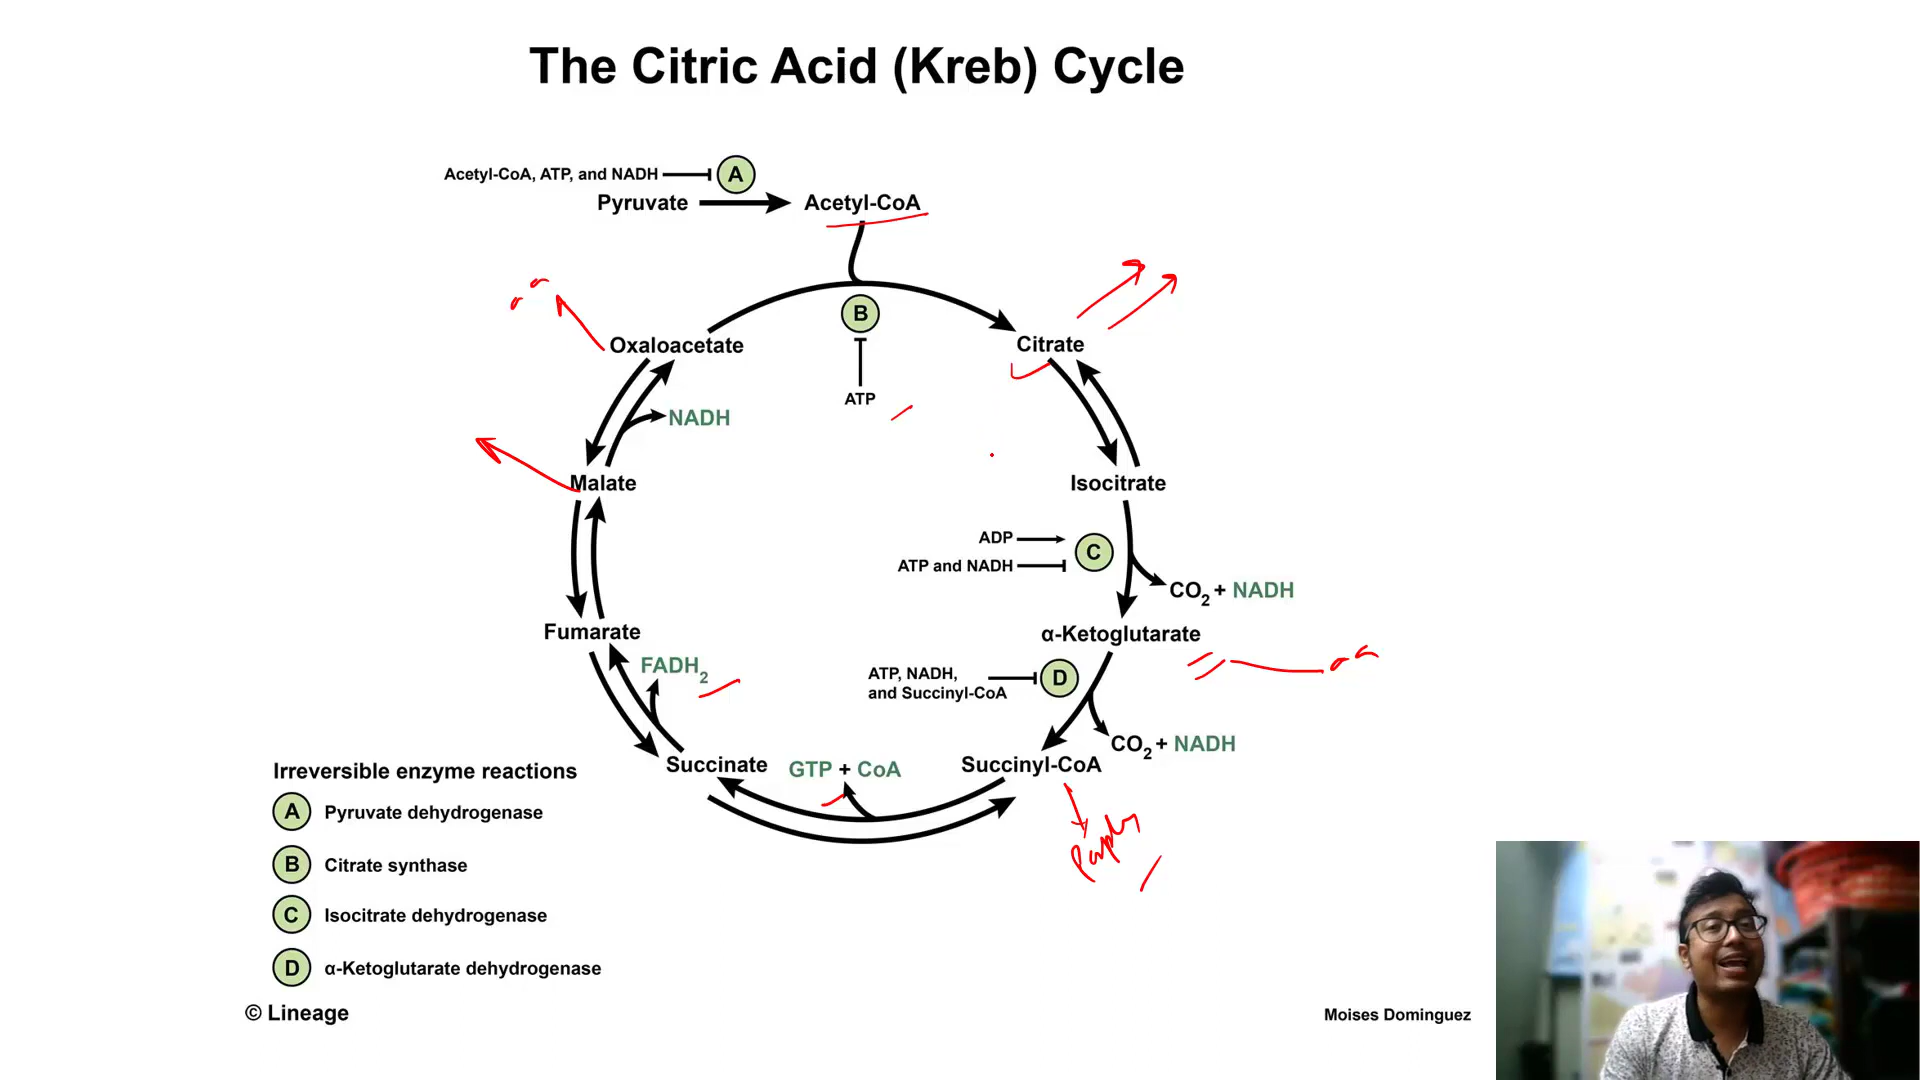 The Citric Acid (Kreb) Cycle
Acetyl-CoA, ATP, and NADH
A
Pyruvate
Acetyl-CoA
B
ATP
Oxaloacetate
Citrate
NADH
Malate
Isocitrate
ADP
ATP and NADH
C
CO2 + NADH
Fumarate
α-Ketoglutarate
FADH2
ATP, NADH,
and Succinyl-CoA
D
CO2 + NADH
Succinate
GTP + CoA
Succinyl-CoA
Irreversible enzyme reactions
A Pyruvate dehydrogenase
B Citrate synthase
C Isocitrate dehydrogenase
D α-Ketoglutarate dehydrogenase
© Lineage
Moises Dominguez